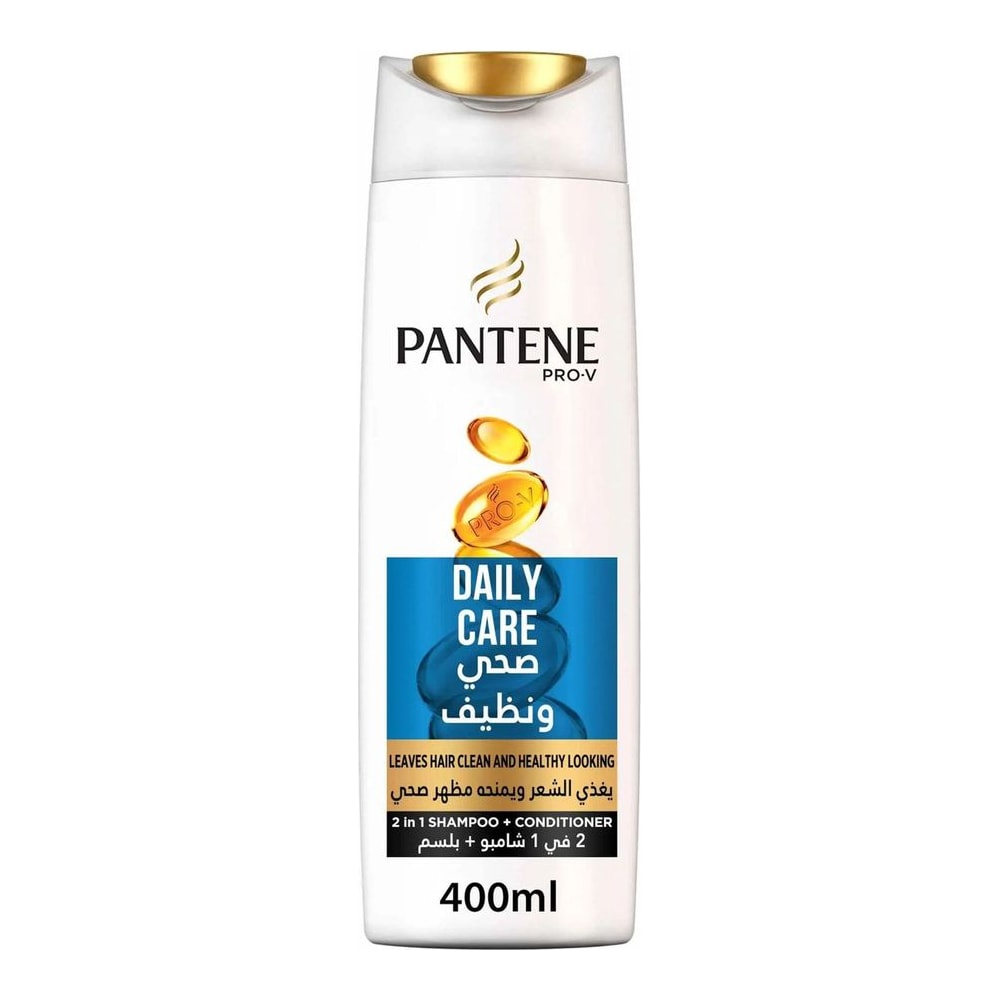 PANTENE
PRO-V
PRO-V
DAILY
CARE
صحي
ونظيف
LEAVES HAIR CLEAN AND HEALTHY LOOKING
يغذي الشعر ويمنحه مظهر صحي
2 in 1 SHAMPOO + CONDITIONER
2 في 1 شامبو + بلسم
400ml